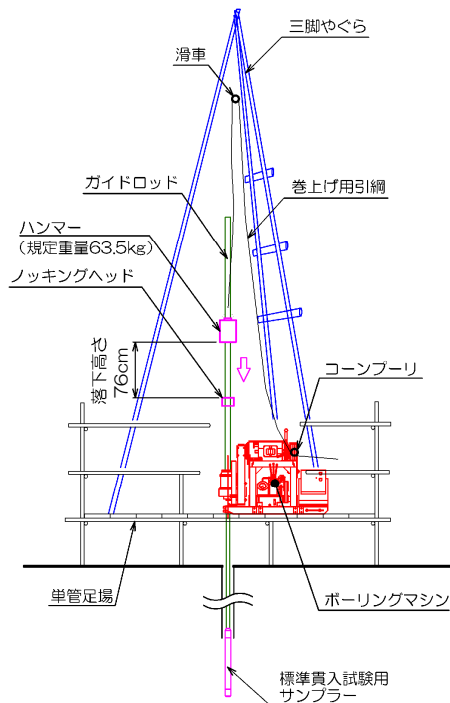 三脚やぐら
滑車
ガイドロッド
巻上げ用引綱
ハンマー
(規定重量63.5kg)
ノッキングヘッド
落下高さ
76cm
コーンプーリ
単管足場
ボーリングマシン
標準貫入試験用
サンプラー